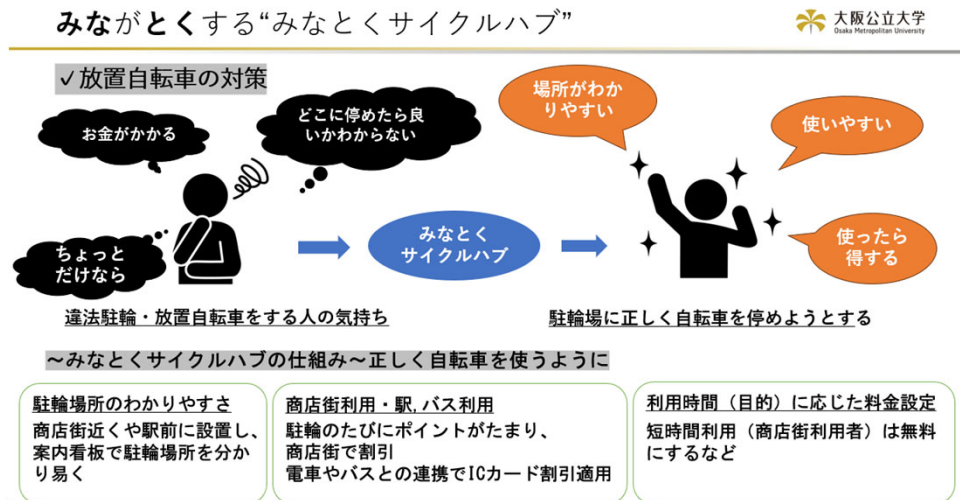 みながとくする“みなとくサイクルハブ”
大阪公立大学
Osaka Metropolitan University
✓放置自転車の対策
お金がかかる
どこに停めたら良
いかわからない
ちょっと
だけなら
みなとく
サイクルハブ
場所がわか
りやすい
使いやすい
使ったら
得する
違法駐輪・放置自転車をする人の気持ち
駐輪場に正しく自転車を停めようとする
～みなとくサイクルハブの仕組み～正しく自転車を使うように
駐輪場所のわかりやすさ
商店街近くや駅前に設置し、
案内看板で駐輪場所を分か
り易く
商店街利用・駅,バス利用
駐輪のたびにポイントがたまり、
商店街で割引
電車やバスとの連携でICカード割引適用
利用時間（目的）に応じた料金設定
短時間利用（商店街利用者）は無料
にするなど